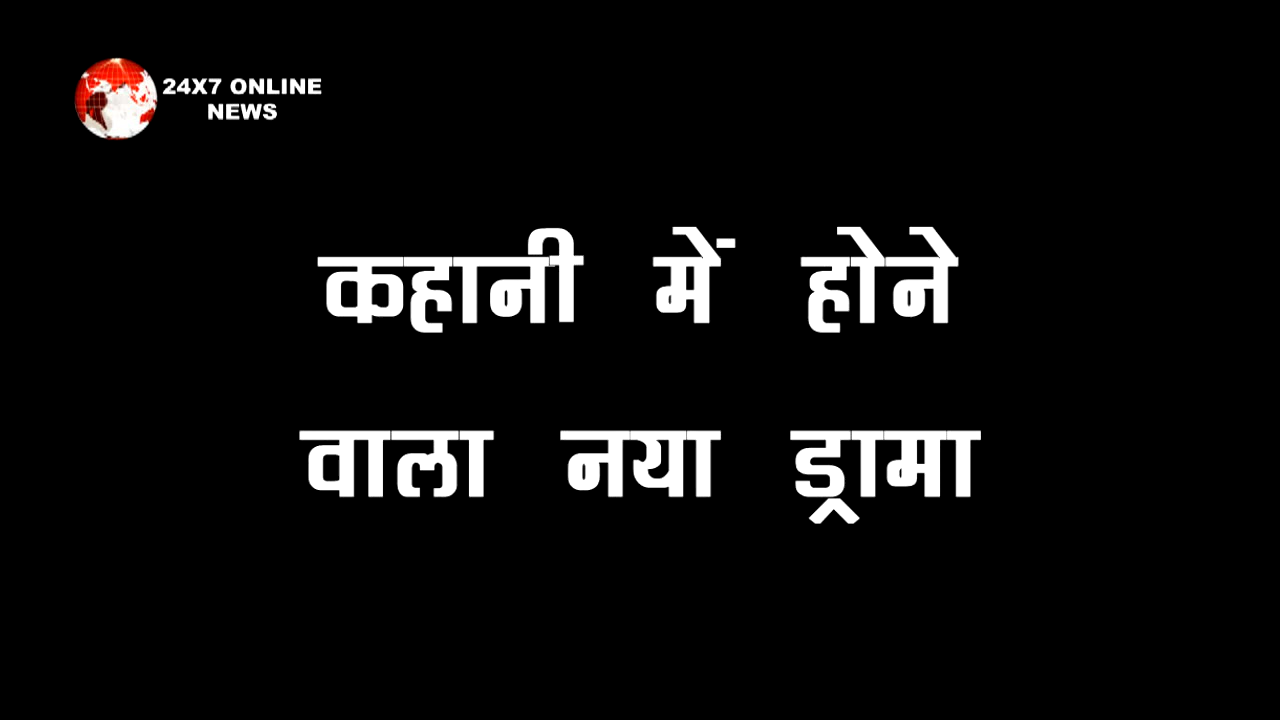 24X7 ONLINE
NEWS
कहानी में होने
वाला नया ड्रामा